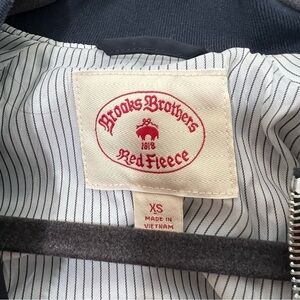 Brooks Brothers
1818
Red Fleece
XS
MADE IN
VIETNAM